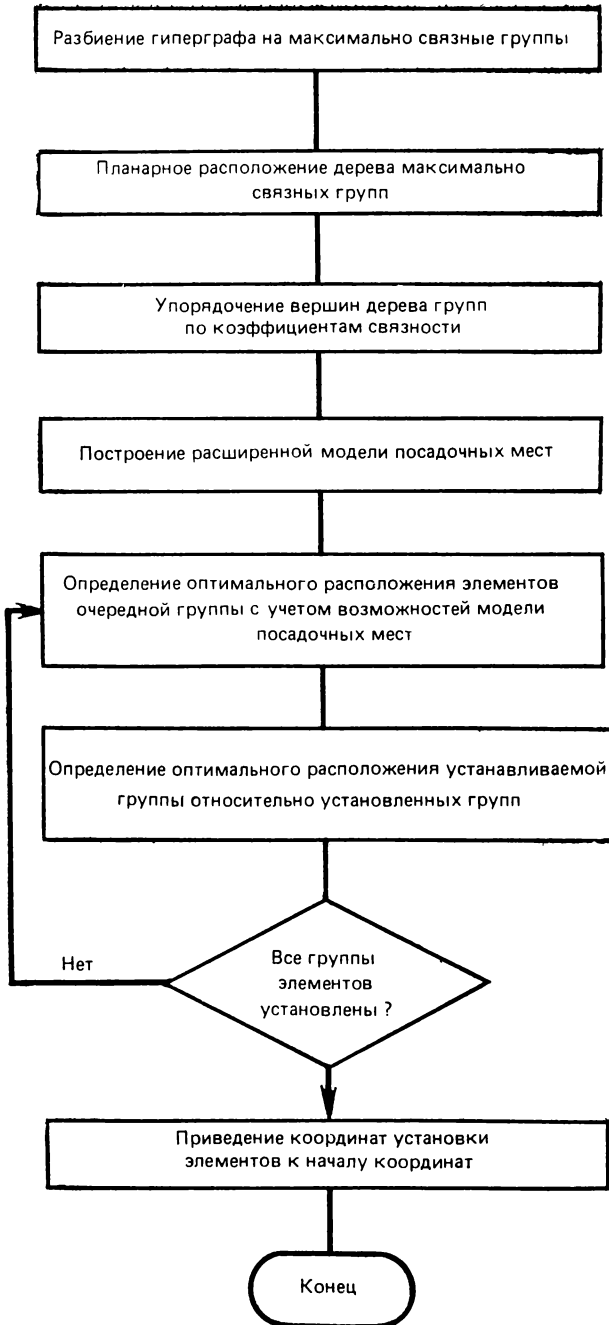 Разбиение гиперграфа на максимально связные группы
Планарное расположение дерева максимально
связных групп
Упорядочение вершин дерева групп
по коэффициентам связности
Построение расширенной модели посадочных мест
Определение оптимального расположения элементов
очередной группы с учетом возможностей модели
посадочных мест
Определение оптимального расположения устанавливаемой
группы относительно установленных групп
Нет
Все группы
элементов
установлены ?
Приведение координат установки
элементов к началу координат
Конец